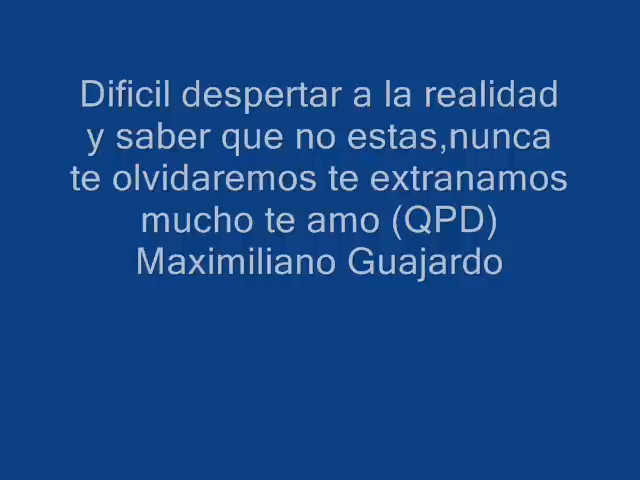 Dificil despertar a la realidad
y saber que no estas,nunca
te olvidaremos te extranamos
mucho te amo (QPD)
Maximiliano Guajardo